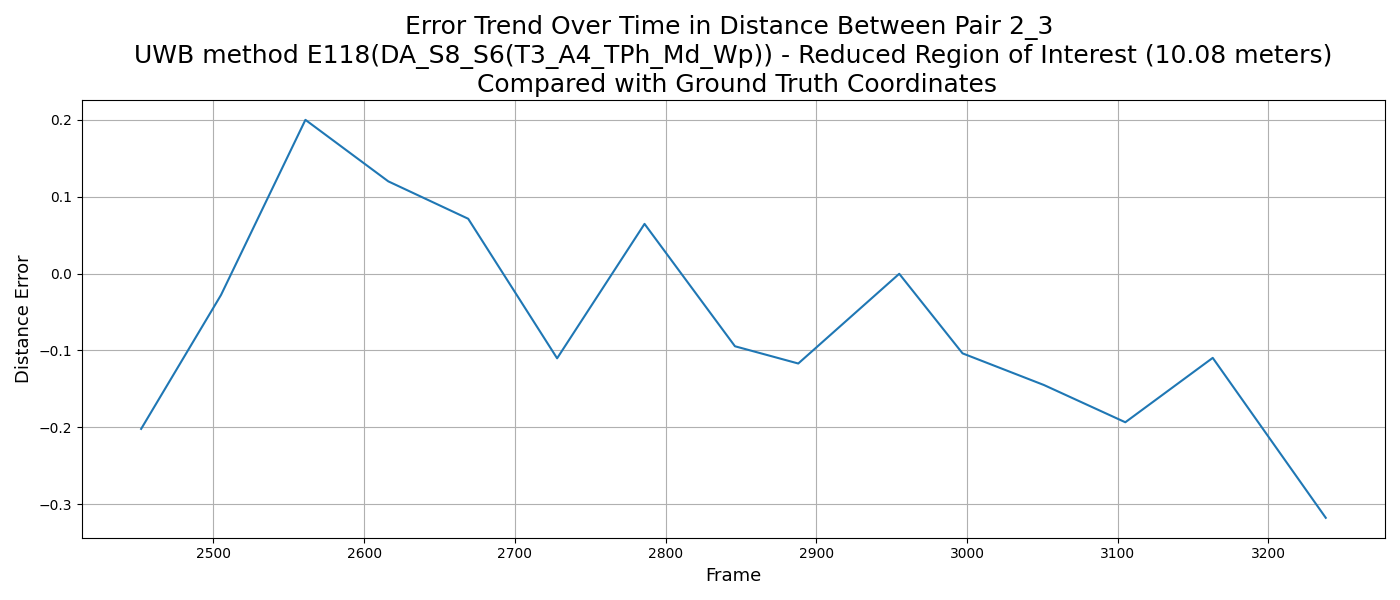 Error Trend Over Time in Distance Between Pair 2_3
UWB method E118(DA_S8_S6(T3_A4_TPh_Md_Wp)) - Reduced Region of Interest (10.08 meters)
Compared with Ground Truth Coordinates
Distance Error
0.2
0.1
0.0
−0.1
−0.2
−0.3
2500 2600 2700 2800 2900 3000 3100 3200
Frame